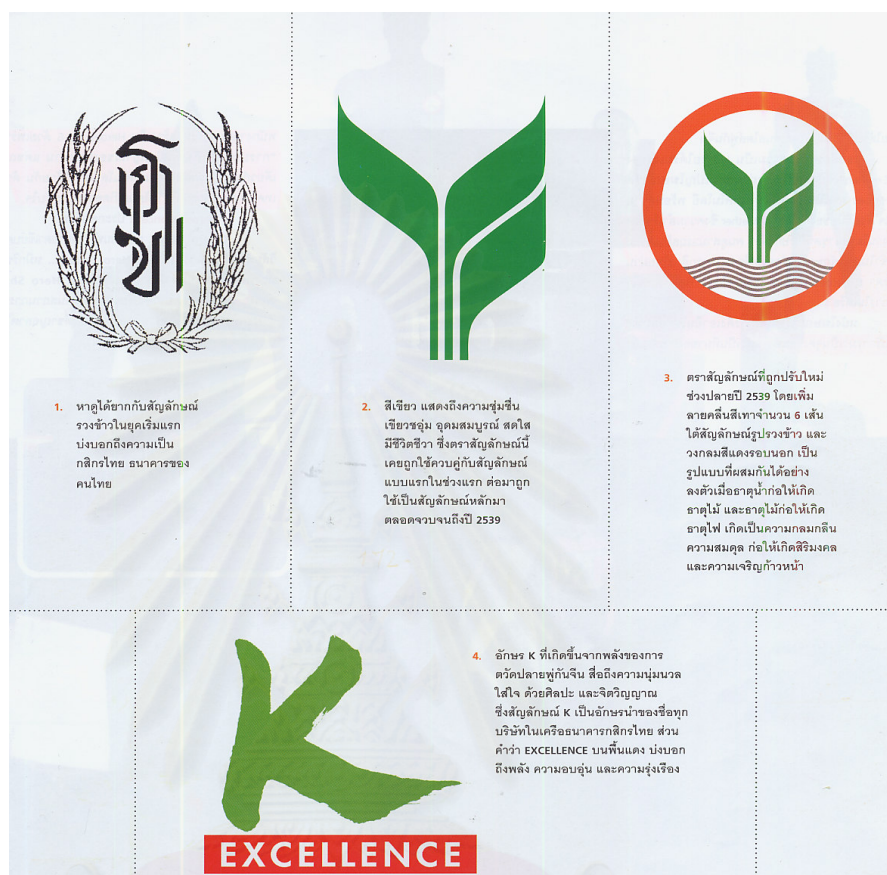 1. หาดูได้ยากกับสัญลักษณ์
รวงข้าวในยุคเริ่มแรก
บ่งบอกถึงความเป็น
กสิกรไทย ธนาคารของ
คนไทย
2. สีเขียว แสดงถึงความชุ่มชื่น
เขียวชอุ่ม อุดมสมบูรณ์ สดใส
มีชีวิตชีวา ซึ่งตราสัญลักษณ์นี้
เคยถูกใช้ควบคู่กับสัญลักษณ์
แบบแรกในช่วงแรก ต่อมาถูก
ใช้เป็นสัญลักษณ์หลักมา
ตลอดจวบจนถึงปี 2539
3. ตราสัญลักษณ์ที่ถูกปรับใหม่
ช่วงปลายปี 2539 โดยเพิ่ม
ลายคลื่นสีเทาจำนวน 6 เส้น
ใต้สัญลักษณ์รูปรวงข้าว และ
วงกลมสีแดงรอบนอก เป็น
รูปแบบที่ผสมกันได้อย่าง
ลงตัวเมื่อธาตุน้ำก่อให้เกิด
ธาตุไม้ และธาตุไม้ก่อให้เกิด
ธาตุไฟ เกิดเป็นความกลมกลืน
ความสมดุล ก่อให้เกิดสิริมงคล
และความเจริญก้าวหน้า
4. อักษร K ที่เกิดขึ้นจากพลังของการ
ตวัดปลายพู่กันจีน สื่อถึงความนุ่มนวล
ใส่ใจ ด้วยศิลปะ และจิตวิญญาณ
ซึ่งสัญลักษณ์ K เป็นอักษรนำของชื่อทุก
บริษัทในเครือธนาคารกสิกรไทย ส่วน
คำว่า EXCELLENCE บนพื้นแดง บ่งบอก
ถึงพลัง ความอบอุ่น และความรุ่งเรือง
K
EXCELLENCE